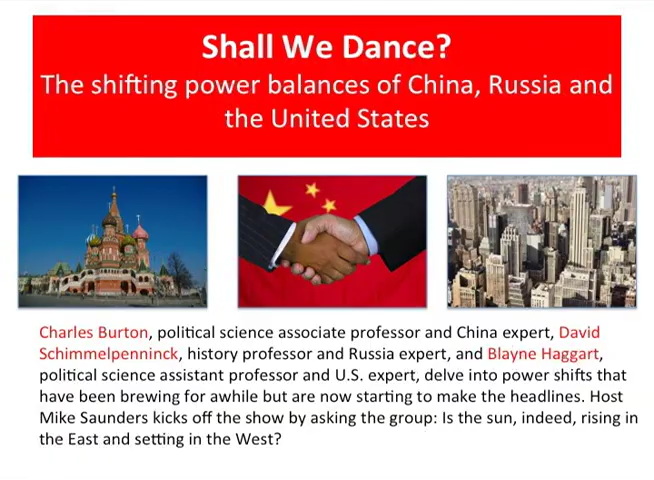 Shall We Dance?
The shifting power balances of China, Russia and
the United States
Charles Burton, political science associate professor and China expert, David
Schimmelpenninck, history professor and Russia expert, and Blayne Haggart,
political science assistant professor and U.S. expert, delve into power shifts that
have been brewing for awhile but are now starting to make the headlines. Host
Mike Saunders kicks off the show by asking the group: Is the sun, indeed, rising in
the East and setting in the West?